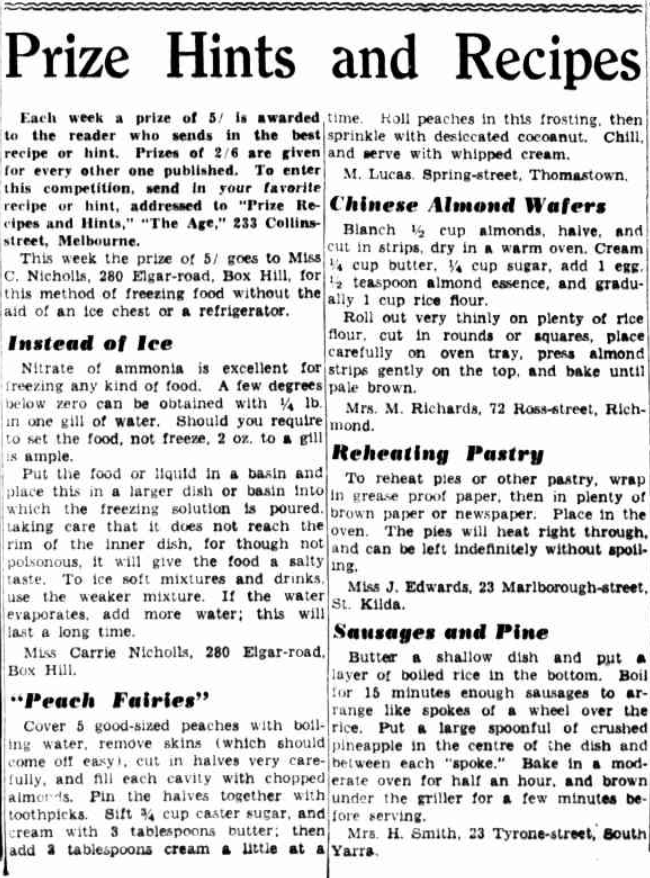 Prize Hints and Recipes
Each week a prize of 5/ is awarded
to the reader who sends in the best
recipe or hint. Prizes of 2/6 are given
for every other one published. To enter
this competition, send in your favorite
recipe or hint, addressed to "Prize Re-
cipes and Hints," "The Age," 233 Collins-
street, Melbourne.
This week the prize of 5/ goes to Miss
C. Nicholls, 280 Elgar-road, Box Hill, for
this method of freezing food without the
aid of an ice chest or a refrigerator.
Instead of Ice
Nitrate of ammonia is excellent for
freezing any kind of food. A few degrees
below zero can be obtained with ¼ lb.
in one gill of water. Should you require
to set the food, not freeze, 2 oz. to a gill
is ample.
Put the food or liquid in a basin and
place this in a larger dish or basin into
which the freezing solution is poured,
taking care that it does not reach the
rim of the inner dish, for though not
poisonous, it will give the food a salty
taste. To ice soft mixtures and drinks,
use the weaker mixture. If the water
evaporates, add more water; this will
last a long time.
Miss Carrie Nicholls, 280 Elgar-road,
Box Hill.
"Peach Fairies"
Cover 5 good-sized peaches with boil-
ing water, remove skins (which should
come off easy), cut in halves very care-
fully, and fill each cavity with chopped
almonds. Pin the halves together with
toothpicks. Sift ¾ cup caster sugar, and
cream with 3 tablespoons butter; then
add 3 tablespoons cream a little at a
time. Roll peaches in this frosting, then
sprinkle with desiccated cocoanut. Chill,
and serve with whipped cream.
M. Lucas. Spring-street, Thomastown.
Chinese Almond Wafers
Blanch ½ cup almonds, halve, and
cut in strips, dry in a warm oven. Cream
¼ cup butter, ¼ cup sugar, add 1 egg,
½ teaspoon almond essence, and gradu-
ally 1 cup rice flour.
Roll out very thinly on plenty of rice
flour, cut in rounds or squares, place
carefully on oven tray, press almond
strips gently on the top, and bake until
pale brown.
Mrs. M. Richards, 72 Ross-street, Rich-
mond.
Reheating Pastry
To reheat pies or other pastry, wrap
in grease proof paper, then in plenty of
brown paper or newspaper. Place in the
oven. The pies will heat right through,
and can be left indefinitely without spoil-
ing.
Miss J. Edwards, 23 Marlborough-street,
St. Kilda.
Sausages and Pine
Butter a shallow dish and put a
layer of boiled rice in the bottom. Boil
for 15 minutes enough sausages to ar-
range like spokes of a wheel over the
rice. Put a large spoonful of crushed
pineapple in the centre of the dish and
between each "spoke." Bake in a mod-
erate oven for half an hour, and brown
under the griller for a few minutes be-
fore serving.
Mrs. H. Smith, 23 Tyrone-street, South
Yarra.